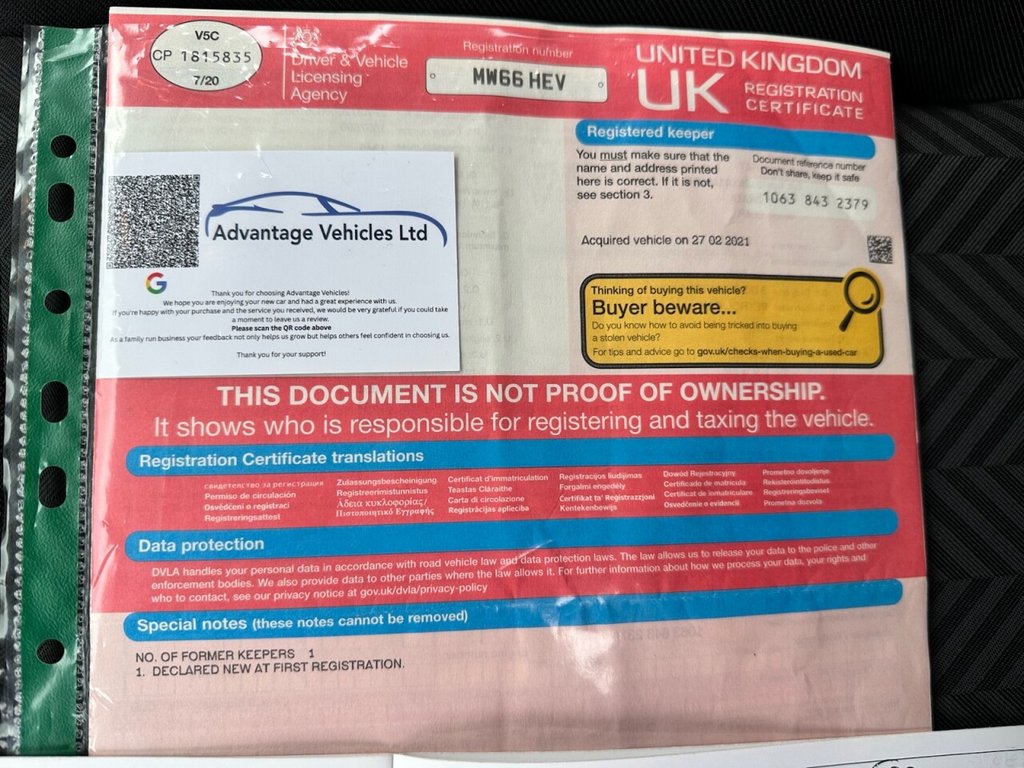 V5C
CP 1815835
7/20
Driver & Vehicle
Licensing
Agency
Registration number
MW66 HEV
UNITED KINGDOM
UK
REGISTRATION
CERTIFICATE
Registered keeper
You must make sure that the
name and address printed
here is correct. If it is not,
see section 3.
Document reference number
Don't share, keep it safe
1063 843 2379
Acquired vehicle on 27 02 2021
Thinking of buying this vehicle?
Buyer beware...
Do you know how to avoid being tricked into buying
a stolen vehicle?
For tips and advice go to gov.uk/checks-when-buying-a-used-car
Advantage Vehicles Ltd
G
Thank you for choosing Advantage Vehicles!
We hope you are enjoying your new car and had a great experience with us.
If you're happy with your purchase and the service you received, we would be very grateful if you could take
a moment to leave us a review.
Please scan the QR code above
As a family run business your feedback not only helps us grow but helps others feel confident in choosing us.
Thank you for your support!
THIS DOCUMENT IS NOT PROOF OF OWNERSHIP.
It shows who is responsible for registering and taxing the vehicle.
Registration Certificate translations
свидетелство за регистрация
Permiso de circulación
Osvědčení o registraci
Registreringsattest
Zulassungsbescheinigung
Registreerimistunnistus
Άδεια κυκλοφορίας/
Πιστοποιητικό Εγγραφής
Certificat d'immatriculation
Teastas Cláraithe
Carta di circolazione
Reģistrācijas apliecība
Registracijos liudijimas
Forgalmi engedély
Ċertifikat ta' Reġistrazzjoni
Kentekenbewijs
Dowód Rejestracyjny
Certificado de matrícula
Certificat de înmatriculare
Osvedčenie o evidencii
Prometno dovoljenje
Rekisteröintitodistus
Registreringsbeviset
Prometna dozvola
Data protection
DVLA handles your personal data in accordance with road vehicle law and data protection laws. The law allows us to release your data to the police and other
enforcement bodies. We also provide data to other parties where the law allows it. For further information about how we process your data, your rights and
who to contact, see our privacy notice at gov.uk/dvla/privacy-policy
Special notes (these notes cannot be removed)
NO. OF FORMER KEEPERS 1
1. DECLARED NEW AT FIRST REGISTRATION.